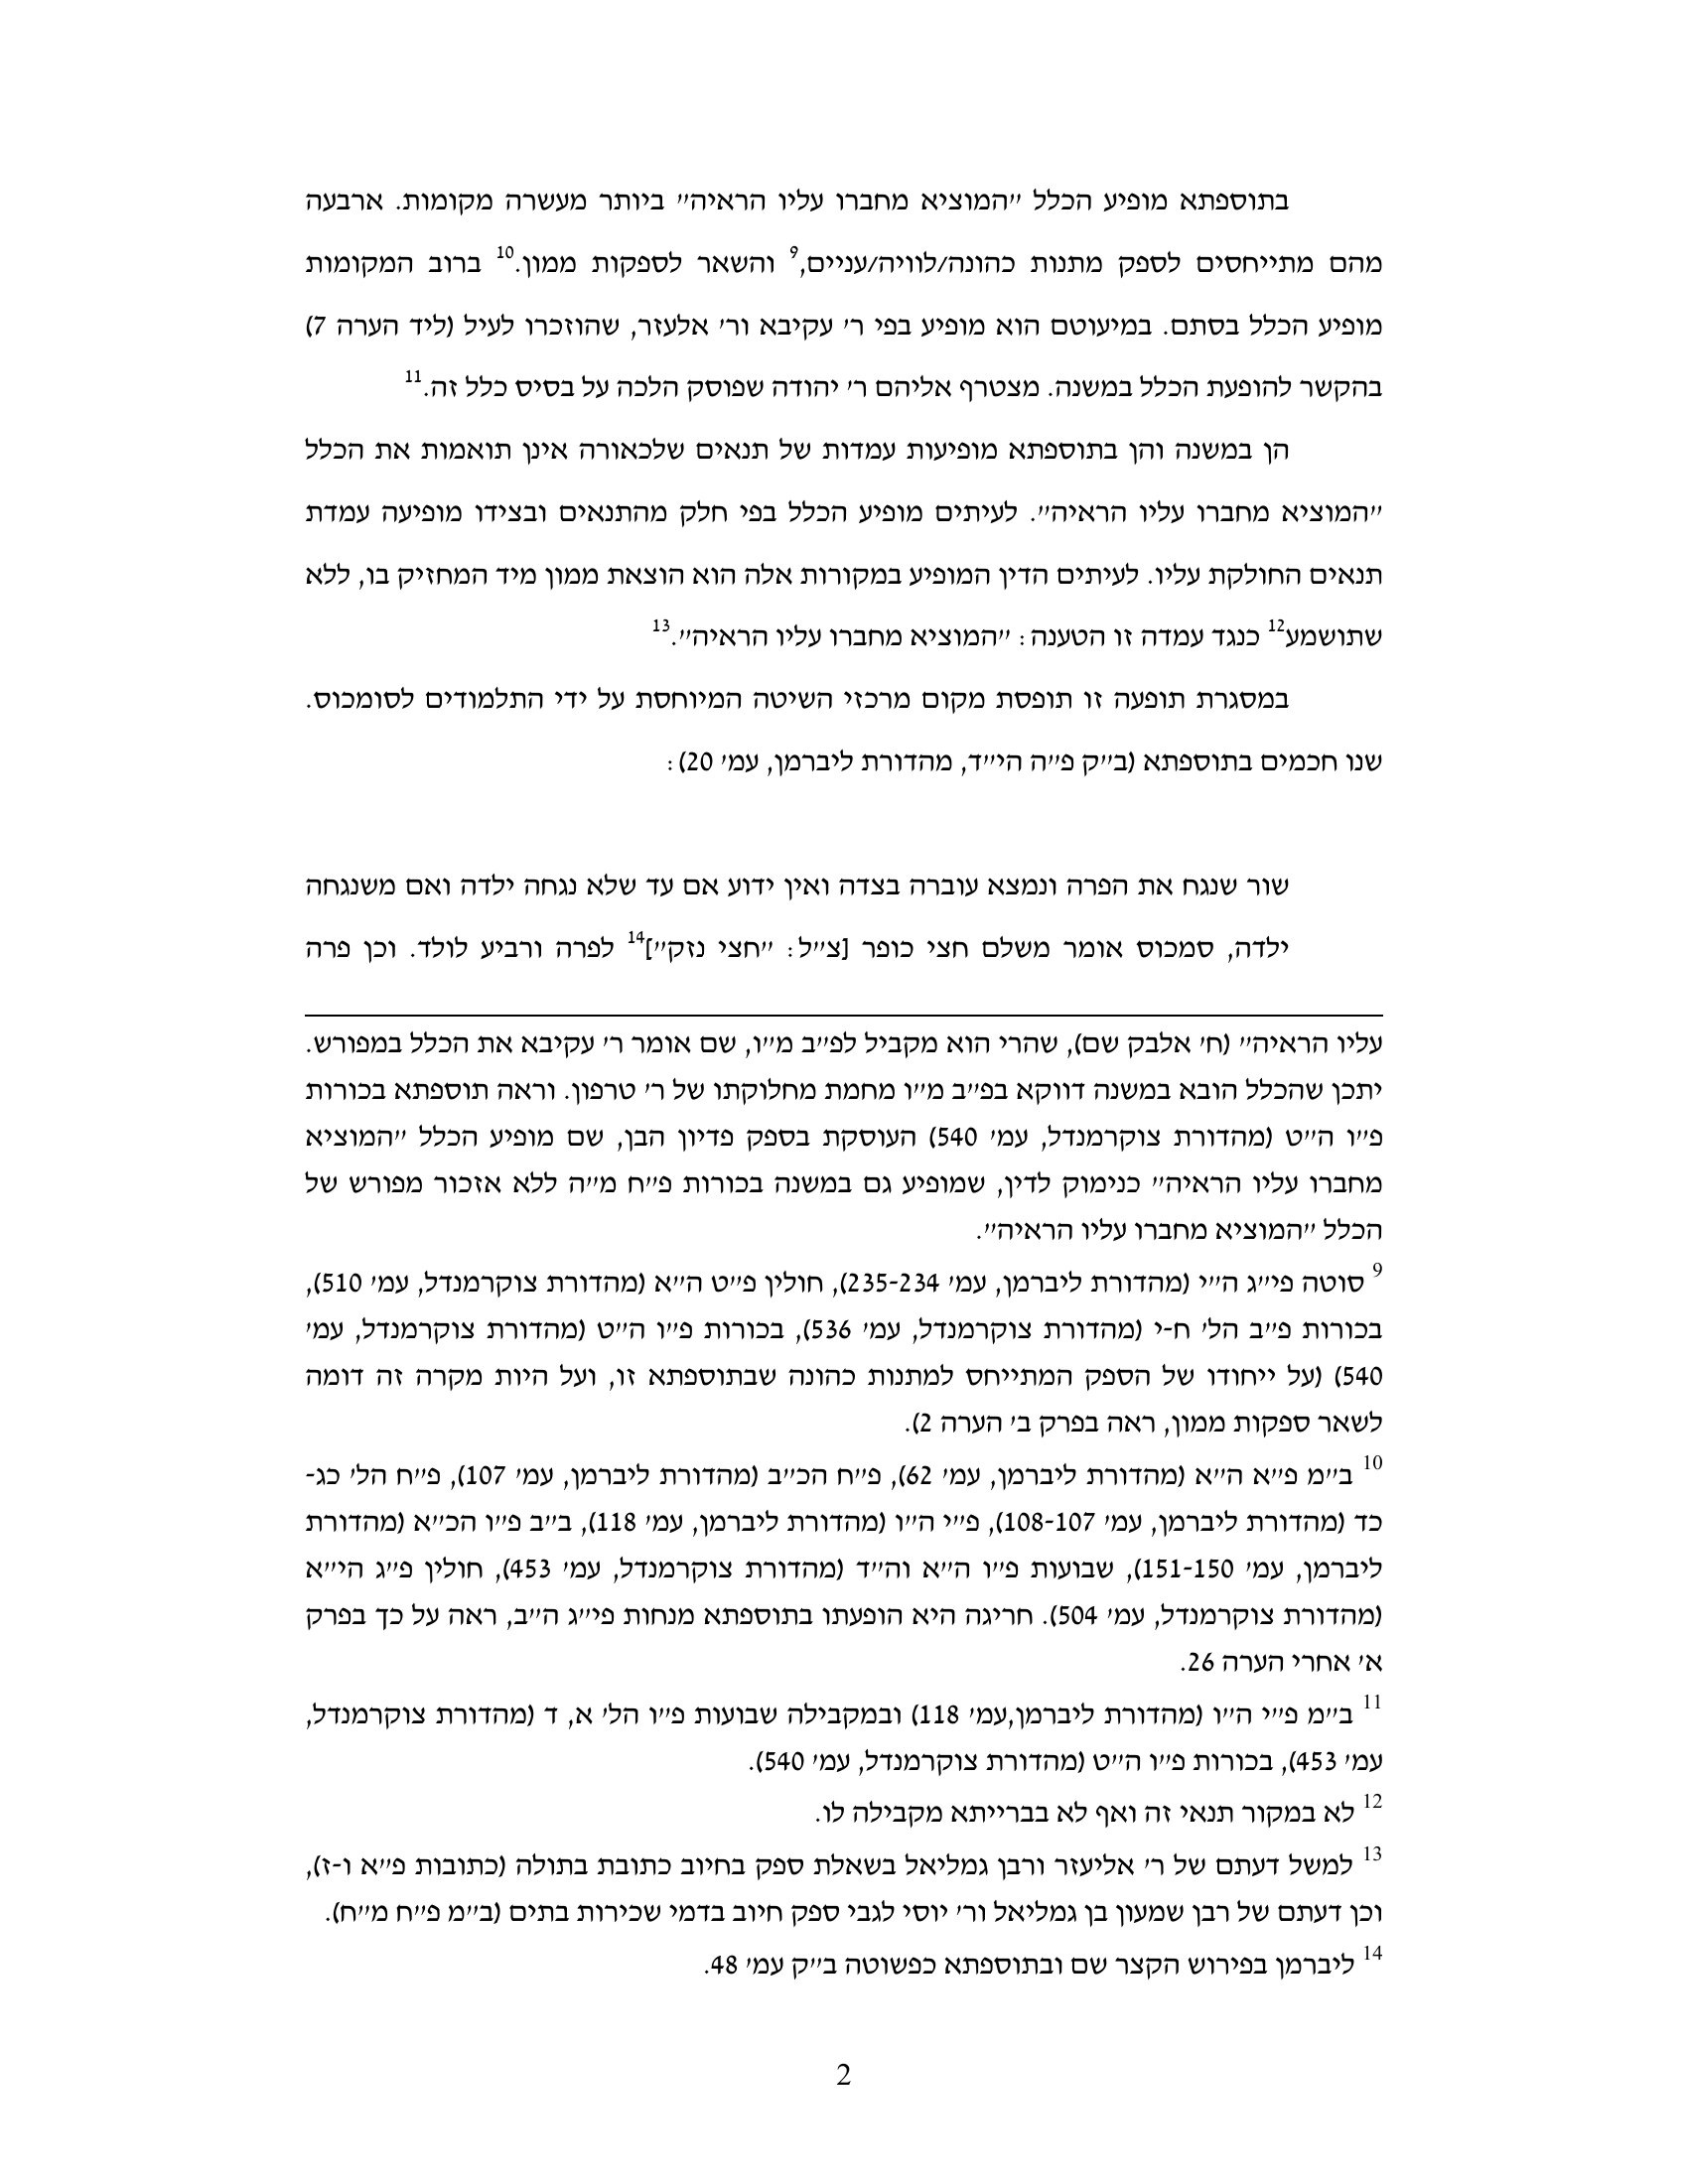 בתוספתא מופיע הכלל ״המוציא מחברו עליו הראיה״ ביותר מעשרה מקומות. ארבעה
מהם מתייחסים לספק מתנות כהונה/לוויה/עניים,9 והשאר לספקות ממון.10 ברוב המקומות
מופיע הכלל בסתם. במיעוטם הוא מופיע בפי ר׳ עקיבא ור׳ אלעזר, שהוזכרו לעיל (ליד הערה 7)
בהקשר להופעת הכלל במשנה. מצטרף אליהם ר׳ יהודה שפוסק הלכה על בסיס כלל זה.11
הן במשנה והן בתוספתא מופיעות עמדות של תנאים שלכאורה אינן תואמות את הכלל
״המוציא מחברו עליו הראיה״. לעיתים מופיע הכלל בפי חלק מהתנאים ובצידו מופיעה עמדת
תנאים החולקת עליו. לעיתים הדין המופיע במקורות אלה הוא הוצאת ממון מיד המחזיק בו, ללא
שתושמע12 כנגד עמדה זו הטענה: ״המוציא מחברו עליו הראיה״.13
במסגרת תופעה זו תופסת מקום מרכזי השיטה המיוחסת על ידי התלמודים לסומכוס.
שנו חכמים בתוספתא (ב״ק פ״ה הי״ד, מהדורת ליברמן, עמ׳ 20):
שור שנגח את הפרה ונמצא עוברה בצדה ואין ידוע אם עד שלא נגחה ילדה ואם משנגחה
ילדה, סמכוס אומר משלם חצי כופר [צ״ל: ״חצי נזק״]14 לפרה ורביע לולד. וכן פרה
עליו הראיה״ (ח׳ אלבק שם), שהרי הוא מקביל לפ״ב מ״ו, שם אומר ר׳ עקיבא את הכלל במפורש.
יתכן שהכלל הובא במשנה דווקא בפ״ב מ״ו מחמת מחלוקתו של ר׳ טרפון. וראה תוספתא בכורות
פ״ו ה״ט (מהדורת צוקרמנדל, עמ׳ 540) העוסקת בספק פדיון הבן, שם מופיע הכלל ״המוציא
מחברו עליו הראיה״ כנימוק לדין, שמופיע גם במשנה בכורות פ״ח מ״ה ללא אזכור מפורש של
הכלל ״המוציא מחברו עליו הראיה״.
9 סוטה פי״ג ה״י (מהדורת ליברמן, עמ׳ 235-234), חולין פ״ט ה״א (מהדורת צוקרמנדל, עמ׳ 510),
בכורות פ״ב הל׳ ח-י (מהדורת צוקרמנדל, עמ׳ 536), בכורות פ״ו ה״ט (מהדורת צוקרמנדל, עמ׳
540) (על ייחודו של הספק המתייחס למתנות כהונה שבתוספתא זו, ועל היות מקרה זה דומה
לשאר ספקות ממון, ראה בפרק ב׳ הערה 2).
10 ב״מ פ״א ה״א (מהדורת ליברמן, עמ׳ 62), פ״ח הכ״ב (מהדורת ליברמן, עמ׳ 107), פ״ח הל׳ כג-
כד (מהדורת ליברמן, עמ׳ 108-107), פ״י ה״ו (מהדורת ליברמן, עמ׳ 118), ב״ב פ״ו הכ״א (מהדורת
ליברמן, עמ׳ 151-150), שבועות פ״ו ה״א וה״ד (מהדורת צוקרמנדל, עמ׳ 453), חולין פ״ג הי״א
(מהדורת צוקרמנדל, עמ׳ 504). חריגה היא הופעתו בתוספתא מנחות פי״ג ה״ב, ראה על כך בפרק
א׳ אחרי הערה 26.
11 ב״מ פ״י ה״ו (מהדורת ליברמן,עמ׳ 118) ובמקבילה שבועות פ״ו הל׳ א, ד (מהדורת צוקרמנדל,
עמ׳ 453), בכורות פ״ו ה״ט (מהדורת צוקרמנדל, עמ׳ 540).
12 לא במקור תנאי זה ואף לא בברייתא מקבילה לו.
13 למשל דעתם של ר׳ אליעזר ורבן גמליאל בשאלת ספק בחיוב כתובת בתולה (כתובות פ״א ו-ז),
וכן דעתם של רבן שמעון בן גמליאל ור׳ יוסי לגבי ספק חיוב בדמי שכירות בתים (ב״מ פ״ח מ״ח).
14 ליברמן בפירוש הקצר שם ובתוספתא כפשוטה ב״ק עמ׳ 48.
2